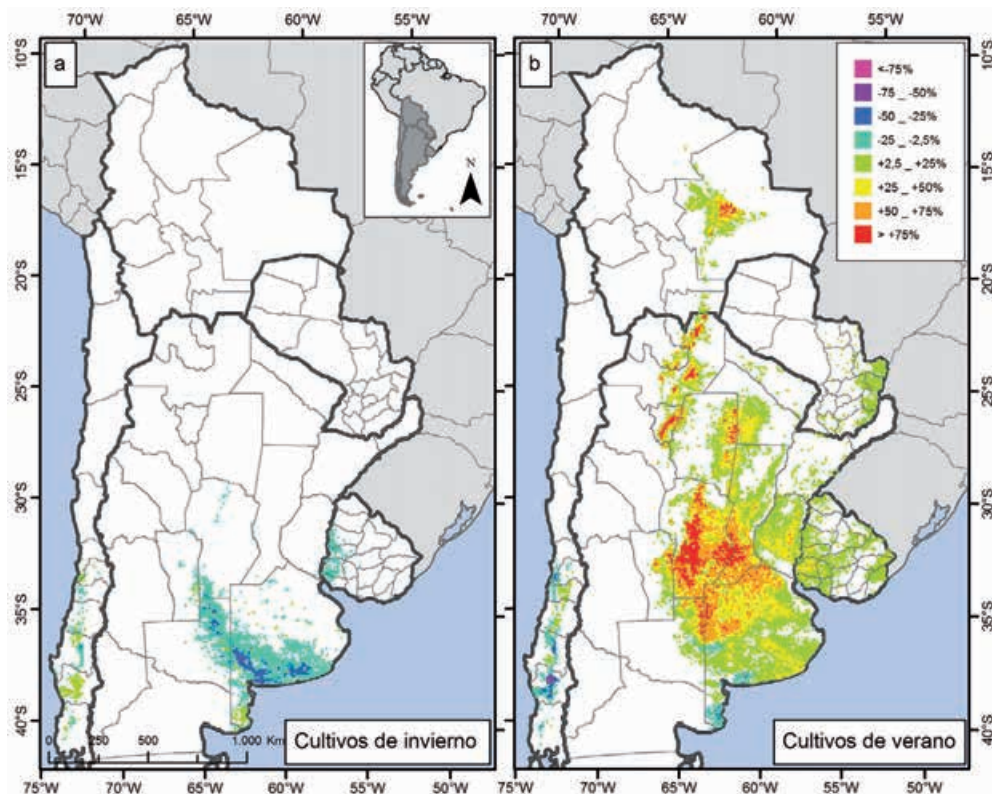 70°W 65°W 60°W 55°W 70°W 65°W 60°W 55°W
a
N
b
<-75%
-75 _ -50%
-50 _ -25%
-25 _ -2,5%
+2,5 _ +25%
+25 _ +50%
+50 _ +75%
> +75%
10°S
15°S
20°S
25°S
30°S
35°S
40°S
10°S
15°S
20°S
25°S
30°S
35°S
40°S
0 250 500 1.000 Km
Cultivos de invierno
Cultivos de verano
75°W 70°W 65°W 60°W 55°W 50°W 75°W 70°W 65°W 60°W 55°W 50°W